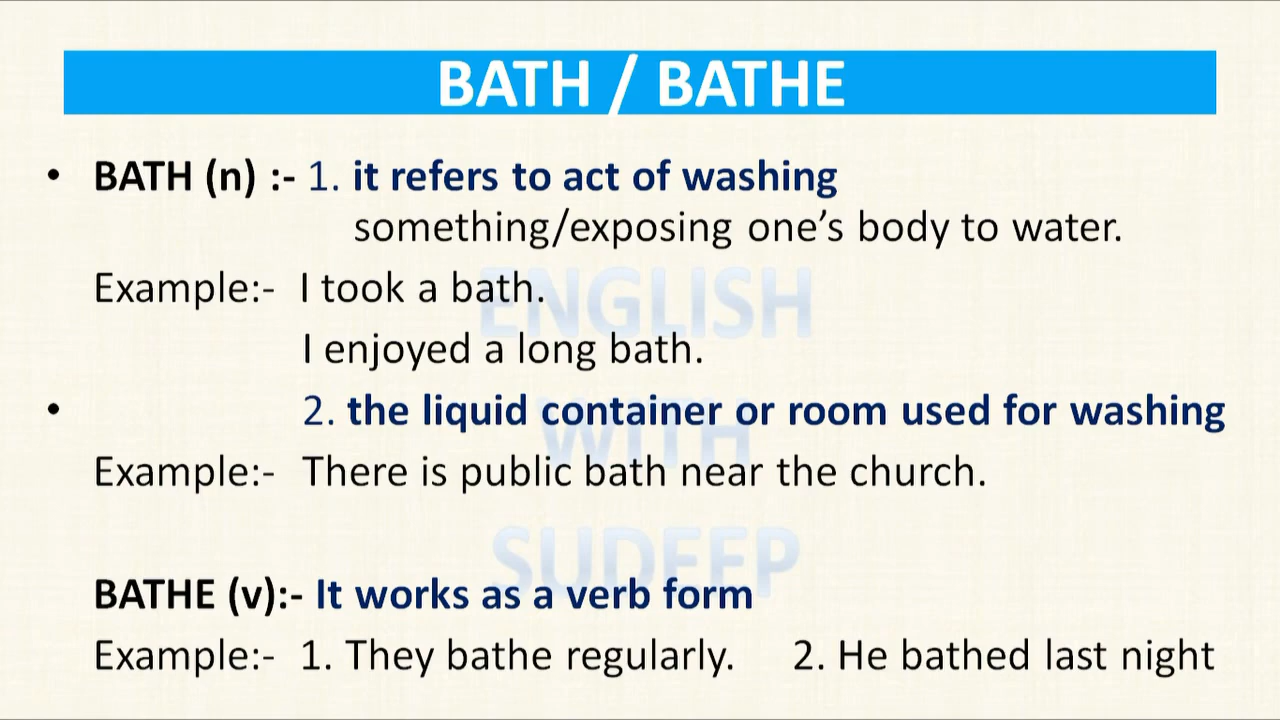 BATH / BATHE
• BATH (n) :- 1. it refers to act of washing
something/exposing one’s body to water.
Example:- I took a bath.
I enjoyed a long bath.
• 2. the liquid container or room used for washing
Example:- There is public bath near the church.
BATHE (v):- It works as a verb form
Example:- 1. They bathe regularly. 2. He bathed last night
ENGLISH
WITH
SUDEEP